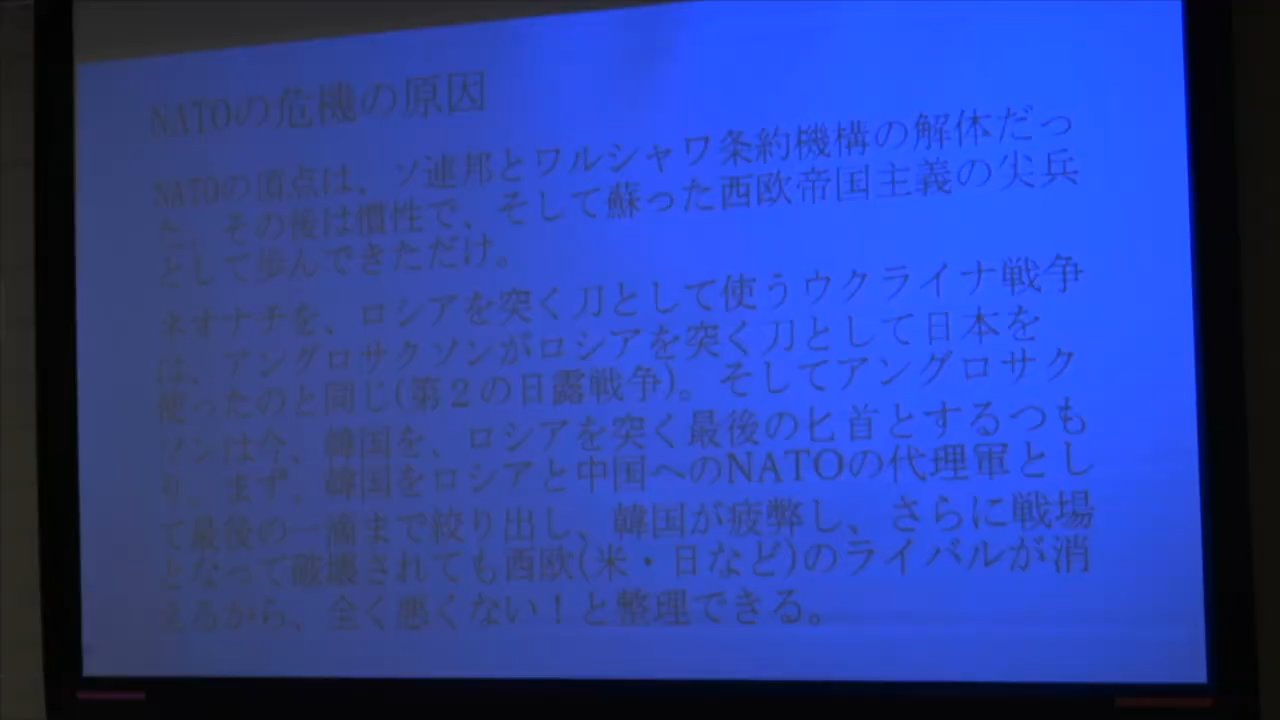 NATOの危機の原因
NATOの頂点は、ソ連邦とワルシャワ条約機構の解体だっ
た。その後は慣性で、そして蘇った西欧帝国主義の尖兵
として歩んできただけ。
ネオナチを、ロシアを突く刀として使うウクライナ戦争
は、アングロサクソンがロシアを突く刀として日本を
使ったのと同じ(第２の日露戦争)。そしてアングロサク
ソンは今、韓国を、ロシアを突く最後の匕首とするつも
り。まず、韓国をロシアと中国へのNATOの代理軍とし
て最後の一滴まで絞り出し、韓国が疲弊し、さらに戦場
となって破壊されても西欧(米・日など)のライバルが消
えるから、全く悪くない！と整理できる。